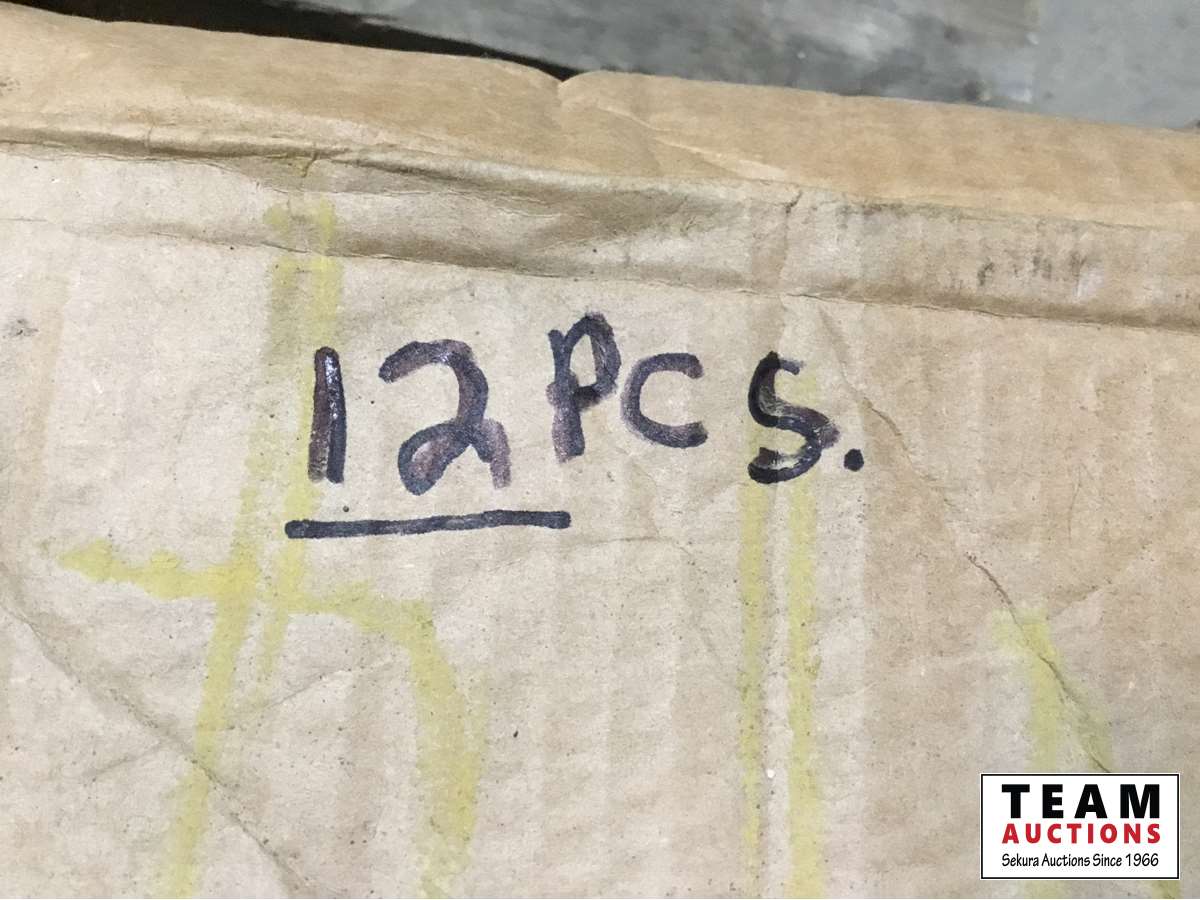 12 Pcs.
TEAM
AUCTIONS
Sekura Auctions Since 1966